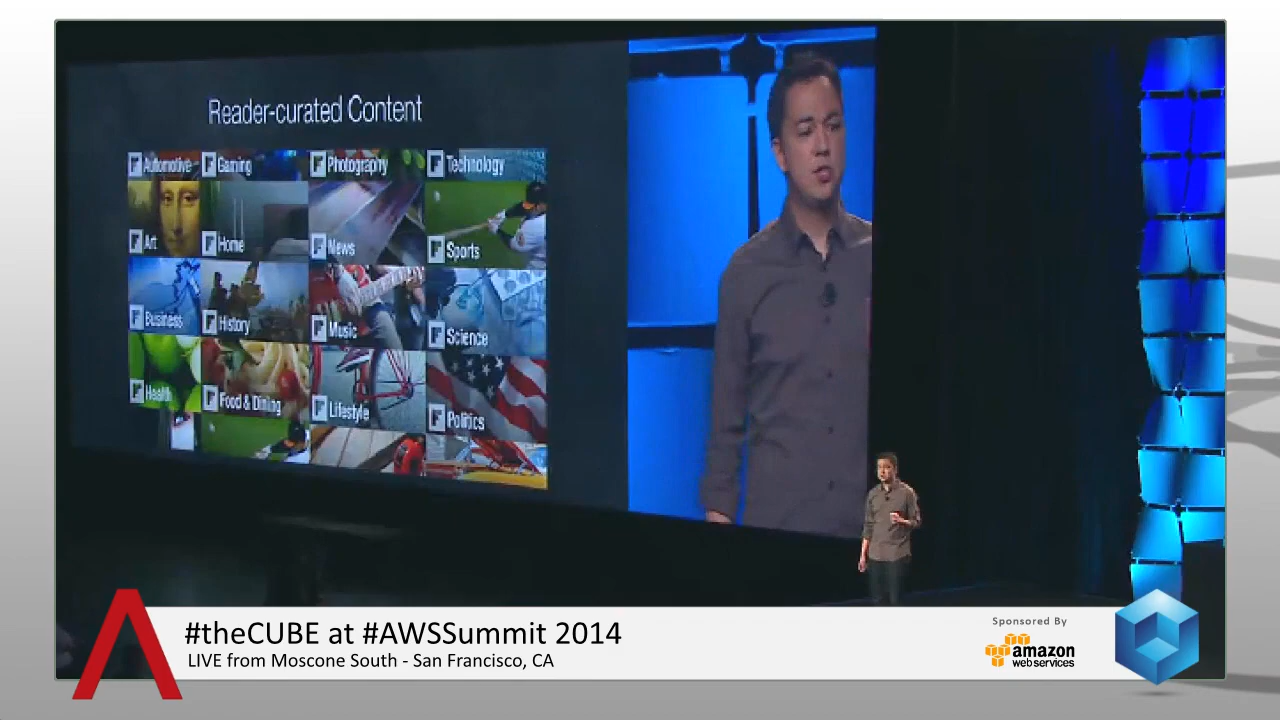 Reader-curated Content
Automotive Gaming Photography Technology
Art Home News Sports
Business History Music Science
Health Food & Dining Lifestyle Politics
#theCUBE at #AWSSummit 2014
LIVE from Moscone South - San Francisco, CA
Sponsored By
amazon
web services